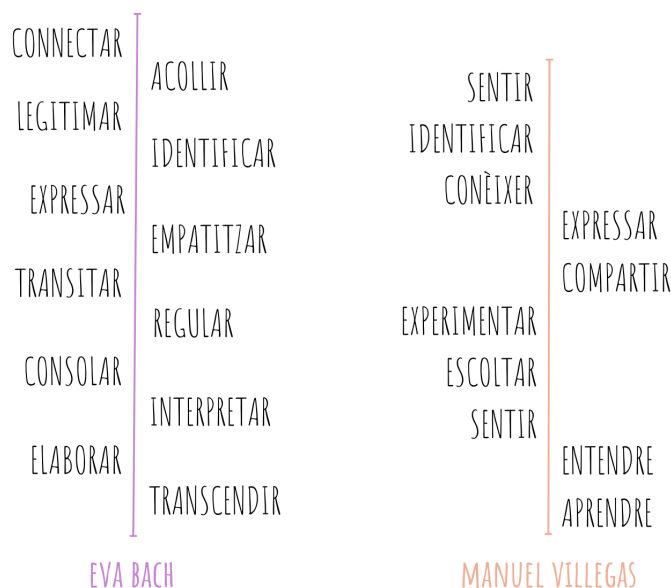 CONNECTAR
ACOLLIR
LEGITIMAR
IDENTIFICAR
EXPRESSAR
EMPATITZAR
TRANSITAR
REGULAR
CONSOLAR
INTERPRETAR
ELABORAR
TRANSCENDIR
EVA BACH
SENTIR
IDENTIFICAR
CONÈIXER
EXPRESSAR
COMPARTIR
EXPERIMENTAR
ESCOLTAR
SENTIR
ENTENDRE
APRENDRE
MANUEL VILLEGAS